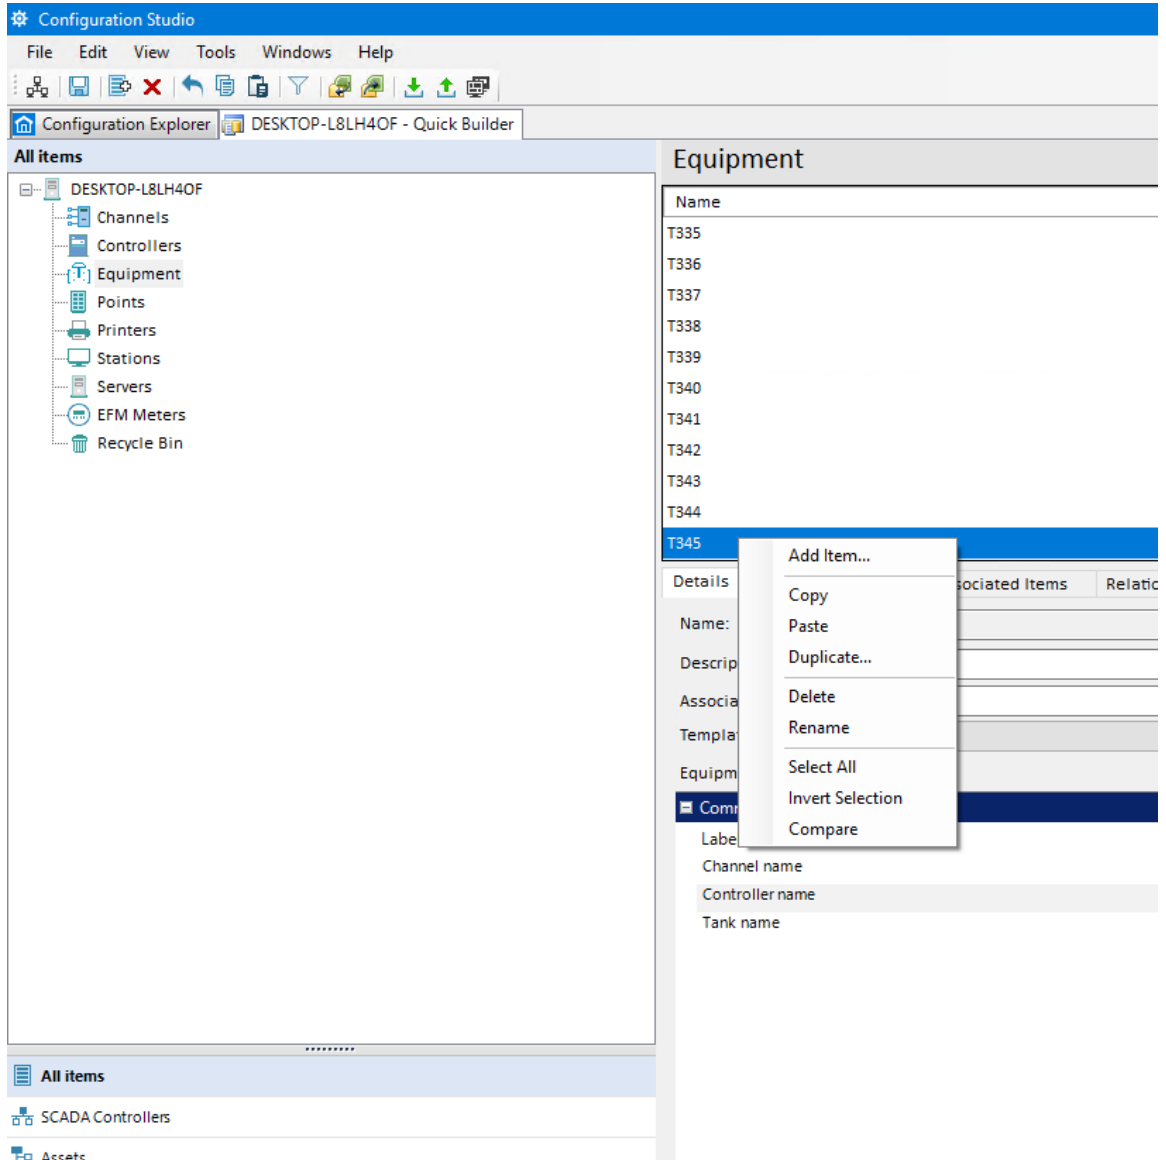 Configuration Studio
File Edit View Tools Windows Help
Configuration Explorer DESKTOP-L8LH4OF - Quick Builder
All items
DESKTOP-L8LH4OF
Channels
Controllers
Equipment
Points
Printers
Stations
Servers
EFM Meters
Recycle Bin
All items
SCADA Controllers
Assets
Equipment
Name
T335
T336
T337
T338
T339
T340
T341
T342
T343
T344
T345
Add Item...
Copy
Paste
Duplicate...
Delete
Rename
Select All
Invert Selection
Compare
Details sociated Items Relatio
Name:
Descrip
Associa
Templa
Equipm
Com
Labe
Channel name
Controller name
Tank name